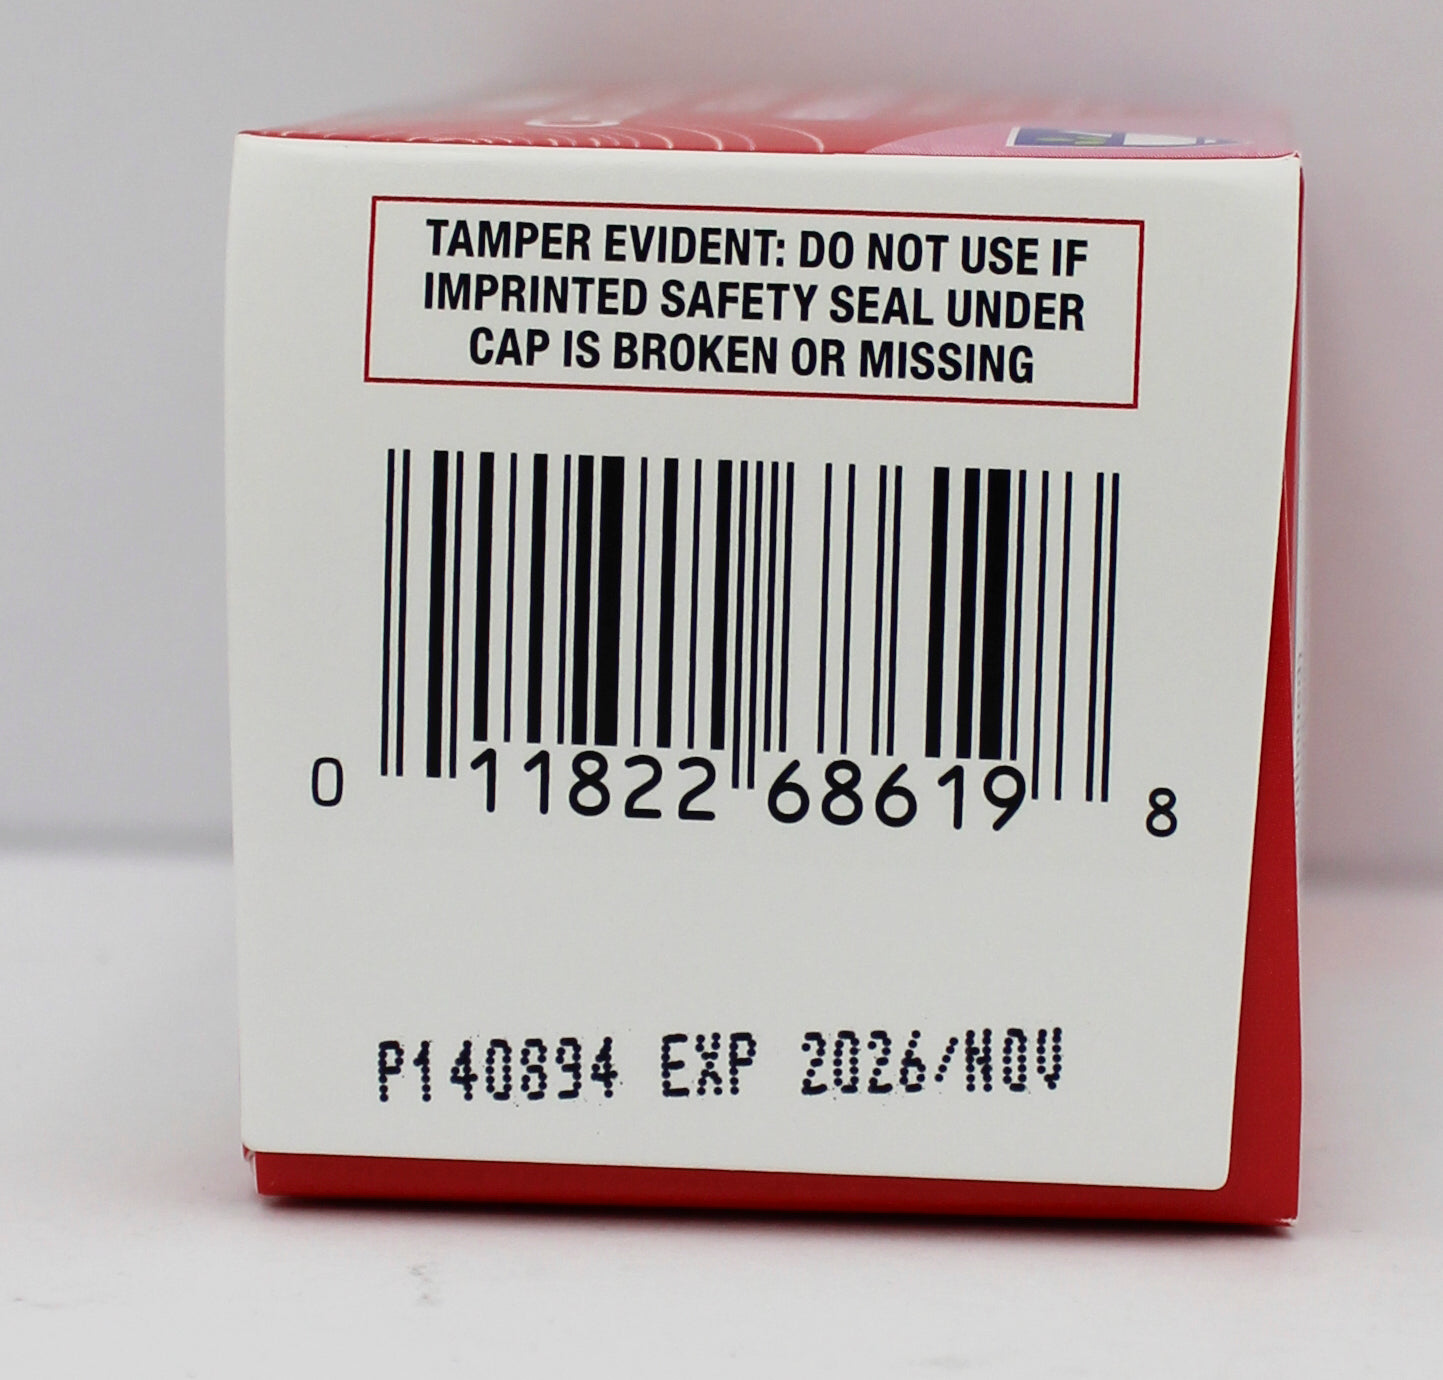 TAMPER EVIDENT: DO NOT USE IF
IMPRINTED SAFETY SEAL UNDER
CAP IS BROKEN OR MISSING
0 11822 68619 8
P140894 EXP 2026/NOV